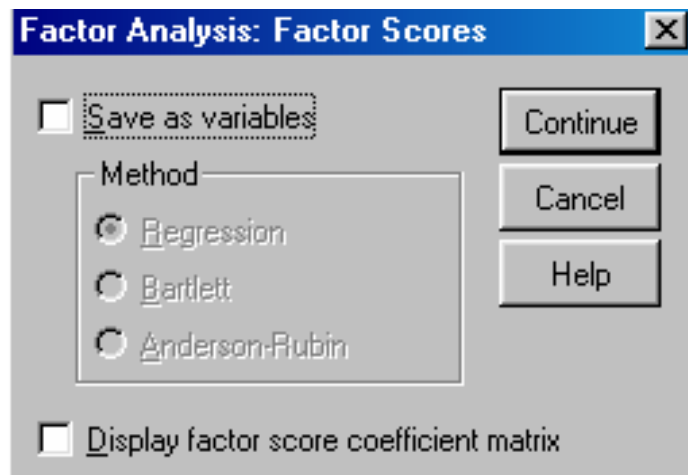 Factor Analysis: Factor Scores
Save as variables
Continue
Method
Cancel
Regression
Help
Bartlett
Anderson-Rubin
Display factor score coefficient matrix